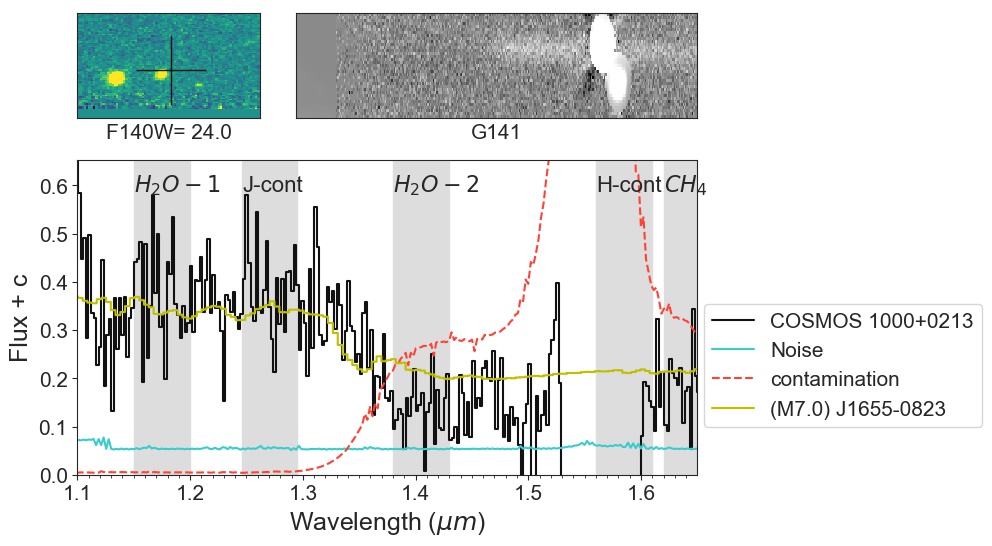 F140W= 24.0
G141
H₂O − 1
J-cont
H₂O − 2
H-cont
CH₄
0.6
0.5
0.4
0.3
0.2
0.1
0.0
Flux + c
1.1
1.2
1.3
1.4
1.5
1.6
Wavelength (μm)
COSMOS 1000+0213
Noise
contamination
(M7.0) J1655-0823